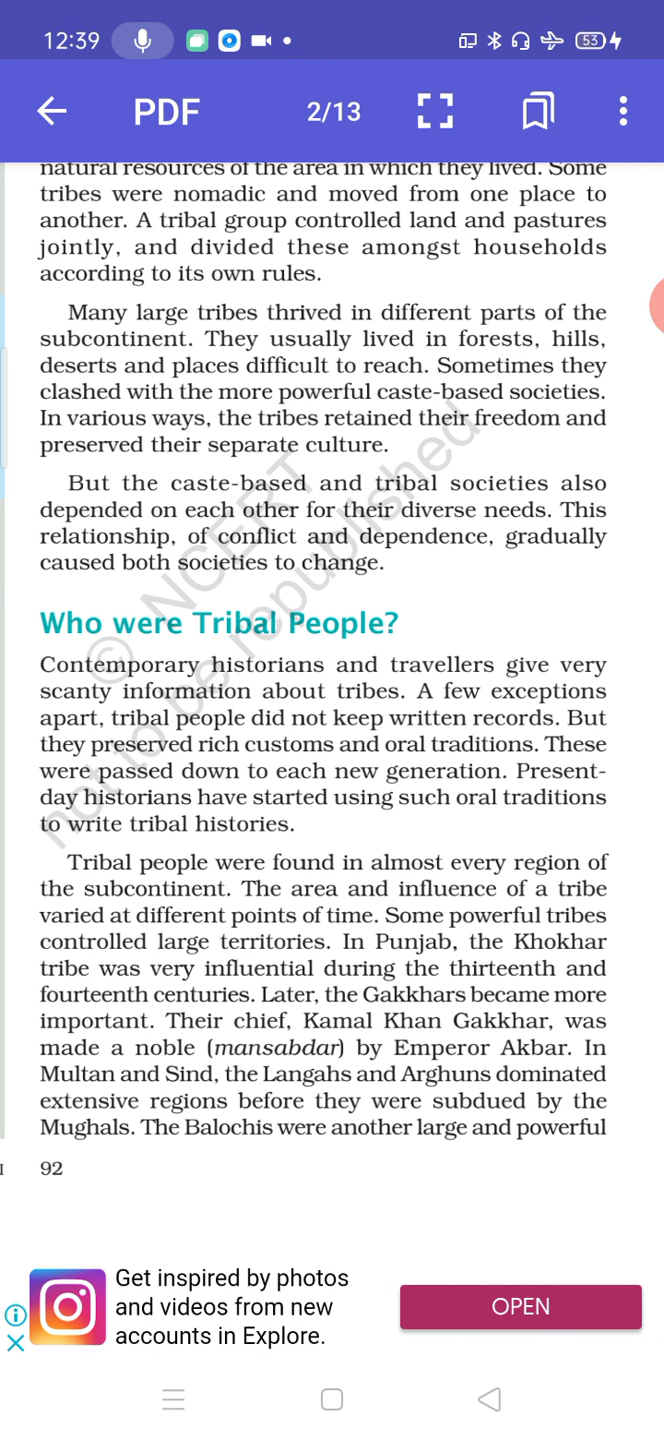 12:39
53
PDF
2/13
natural resources of the area in which they lived. Some
tribes were nomadic and moved from one place to
another. A tribal group controlled land and pastures
jointly, and divided these amongst households
according to its own rules.
Many large tribes thrived in different parts of the
subcontinent. They usually lived in forests, hills,
deserts and places difficult to reach. Sometimes they
clashed with the more powerful caste-based societies.
In various ways, the tribes retained their freedom and
preserved their separate culture.
But the caste-based and tribal societies also
depended on each other for their diverse needs. This
relationship, of conflict and dependence, gradually
caused both societies to change.
© NCERT
not to be republished
Who were Tribal People?
Contemporary historians and travellers give very
scanty information about tribes. A few exceptions
apart, tribal people did not keep written records. But
they preserved rich customs and oral traditions. These
were passed down to each new generation. Present-
day historians have started using such oral traditions
to write tribal histories.
Tribal people were found in almost every region of
the subcontinent. The area and influence of a tribe
varied at different points of time. Some powerful tribes
controlled large territories. In Punjab, the Khokhar
tribe was very influential during the thirteenth and
fourteenth centuries. Later, the Gakkhars became more
important. Their chief, Kamal Khan Gakkhar, was
made a noble (mansabdar) by Emperor Akbar. In
Multan and Sind, the Langahs and Arghuns dominated
extensive regions before they were subdued by the
Mughals. The Balochis were another large and powerful
I 92
Get inspired by photos
and videos from new
accounts in Explore.
OPEN